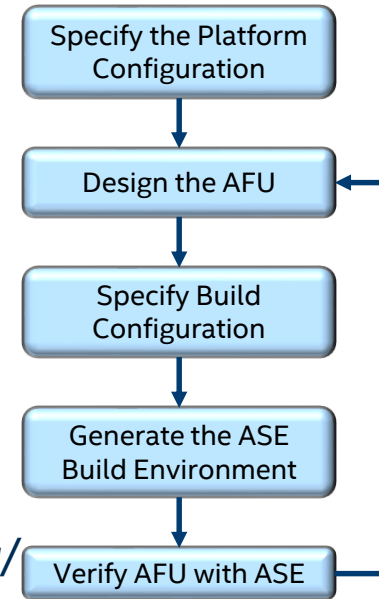 Specify the Platform
Configuration
Design the AFU
Specify Build
Configuration
Generate the ASE
Build Environment
/
Verify AFU with ASE